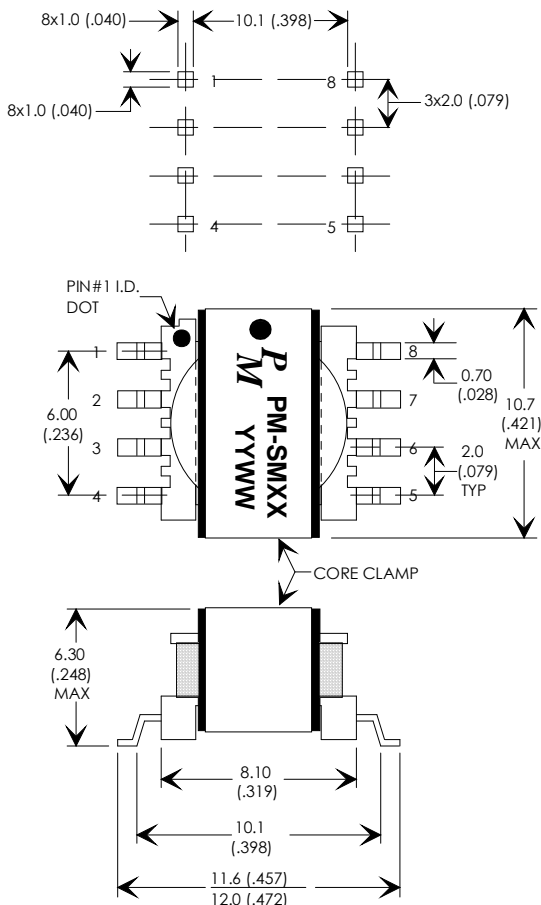 8x1.0 (.040)
10.1 (.398)
1
8
8x1.0 (.040)
3x2.0 (.079)
4
5
PIN#1 I.D.
DOT
1
8
PM
0.70
(.028)
2
7
6.00
(.236)
10.7
(.421)
MAX
PM-SMXX
YYWW
3
6
2.0
(.079)
TYP
4
5
CORE CLAMP
6.30
(.248)
MAX
8.10
(.319)
10.1
(.398)
11.6 (.457)
12.0 (.472)